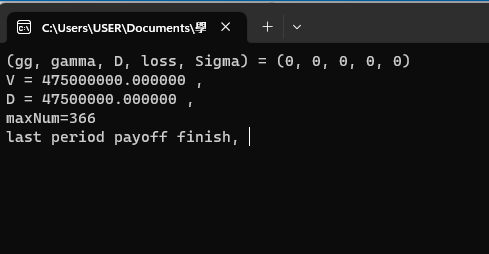 C:\Users\USER\Documents\學
(gg, gamma, D, loss, Sigma) = (0, 0, 0, 0, 0)
V = 475000000.000000 ,
D = 47500000.000000 ,
maxNum=366
last period payoff finish,